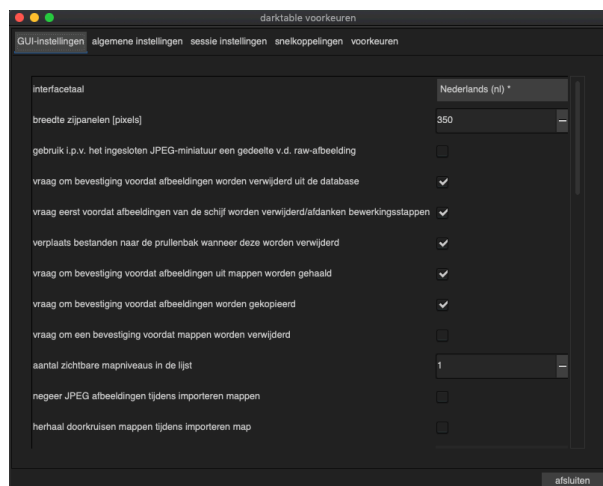 darktable voorkeuren
GUI-instellingen algemene instellingen sessie instellingen snelkoppelingen voorkeuren
interfacetaal Nederlands (nl) *
breedte zijpanelen [pixels] 350
gebruik i.p.v. het ingesloten JPEG-miniatuur een gedeelte v.d. raw-afbeelding
vraag om bevestiging voordat afbeeldingen worden verwijderd uit de database
vraag eerst voordat afbeeldingen van de schijf worden verwijderd/afdanken bewerkingsstappen
verplaats bestanden naar de prullenbak wanneer deze worden verwijderd
vraag om bevestiging voordat afbeeldingen uit mappen worden gehaald
vraag om bevestiging voordat afbeeldingen worden gekopieerd
vraag om een bevestiging voordat mappen worden verwijderd
aantal zichtbare mapniveaus in de lijst 1
negeer JPEG afbeeldingen tijdens importeren mappen
herhaal doorkruisen mappen tijdens importeren map
afsluiten